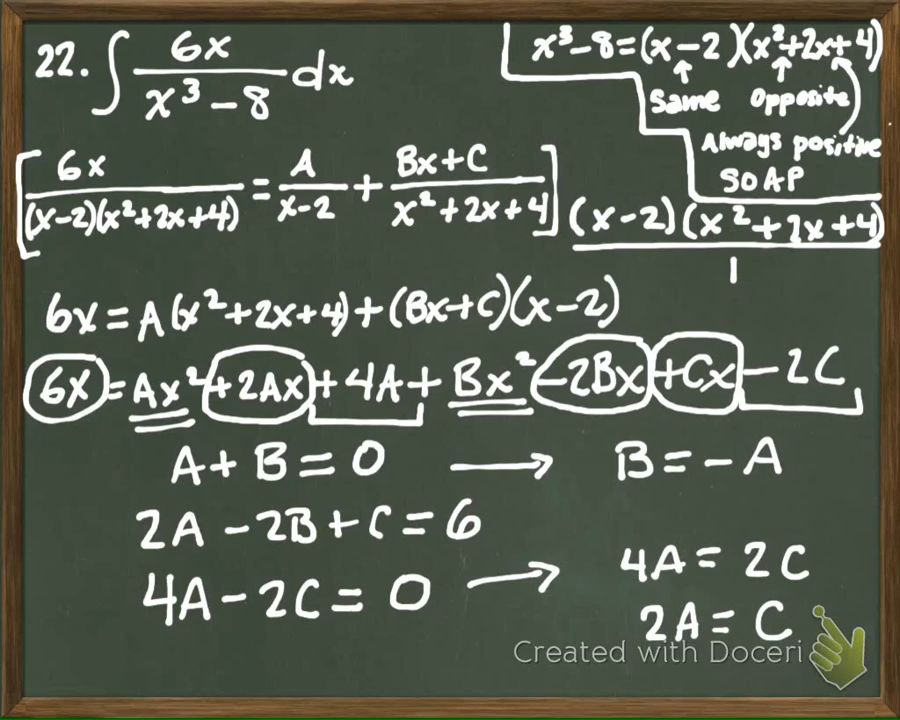 22. ∫ 6x / (x³ − 8) dx
x³−8 = (x−2)(x²+2x+4)
Same Opposite
Always positive
SOAP
[ 6x / (x−2)(x²+2x+4) = A / x−2 + Bx+C / x²+2x+4 ]
(x−2)(x²+2x+4)
1
6x = A(x²+2x+4) + (Bx+C)(x−2)
6x = Ax² +2Ax +4A + Bx² −2Bx +Cx −2C
A + B = 0 → B = −A
2A − 2B + C = 6
4A − 2C = 0 → 4A = 2C
2A = C
Created with Doceri